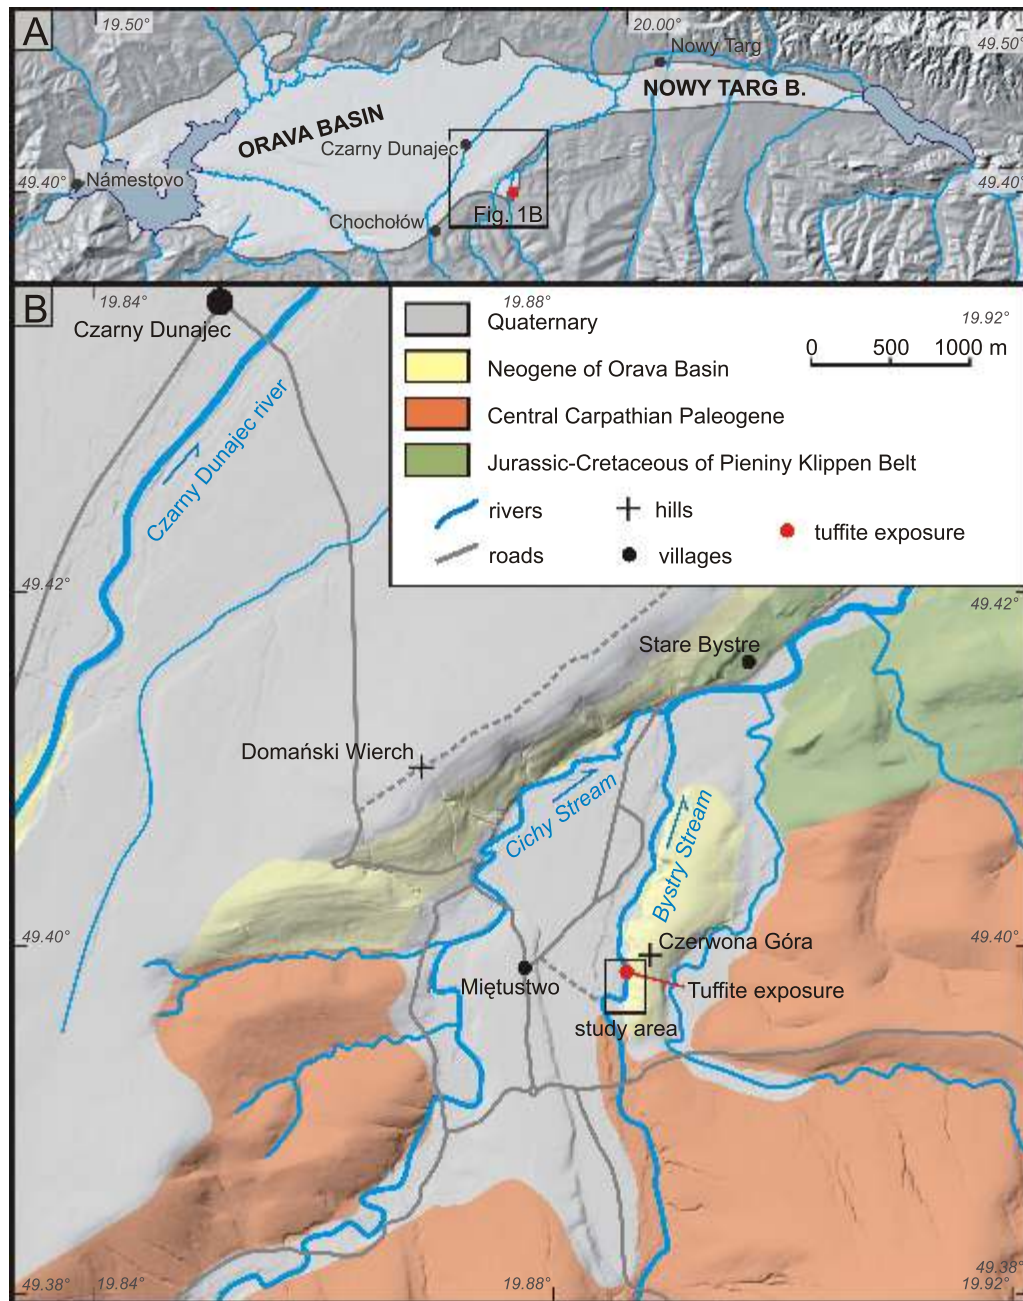 A
19.50°
20.00°
49.50°
Nowy Targ
NOWY TARG B.
ORAVA BASIN
Czarny Dunajec
49.40°
Námestovo
49.40°
Chochołów
Fig. 1B
B
19.84°
Czarny Dunajec
19.88°
19.92°
Quaternary
0 500 1000 m
Neogene of Orava Basin
Central Carpathian Paleogene
Jurassic-Cretaceous of Pieniny Klippen Belt
rivers
hills
tuffite exposure
roads
villages
Czarny Dunajec river
49.42°
49.42°
Stare Bystre
Domański Wierch
Cichy Stream
Bystry Stream
49.40°
49.40°
Czerwona Góra
Miętustwo
Tuffite exposure
study area
49.38°
19.84°
19.88°
49.38°
19.92°